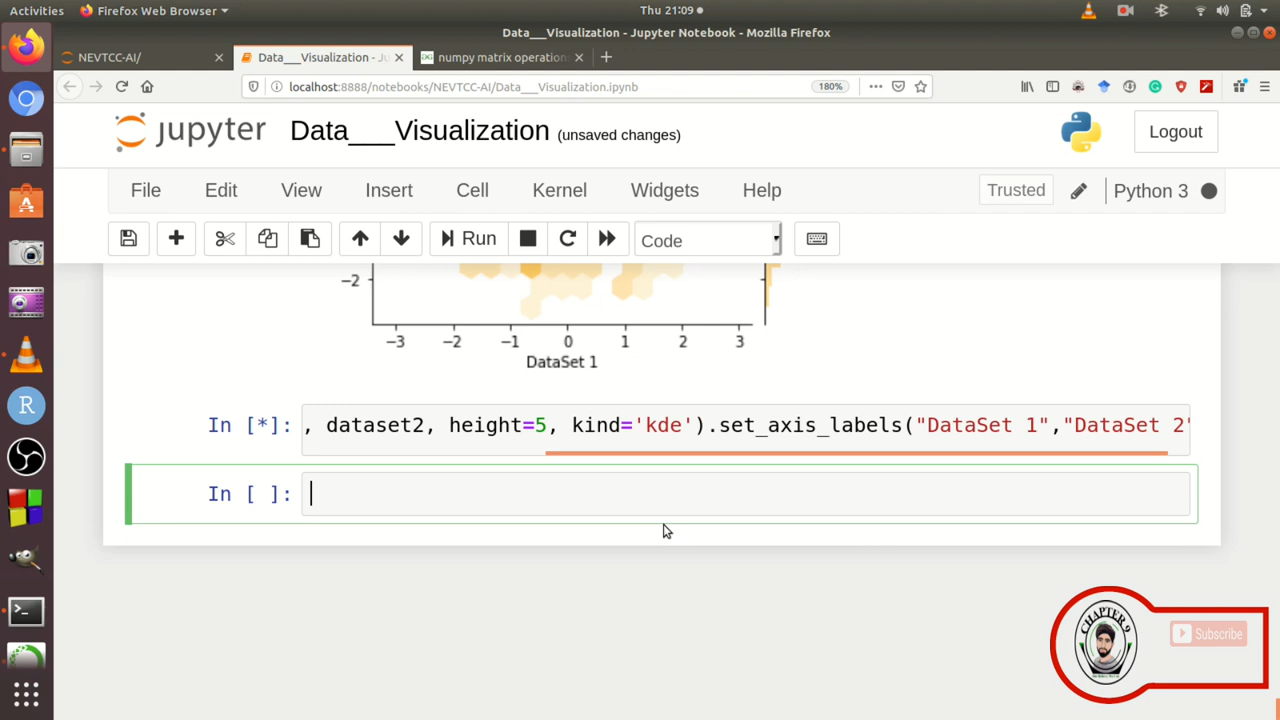 Activities Firefox Web Browser Thu 21:09
Data___Visualization - Jupyter Notebook - Mozilla Firefox
NEVTCC-AI/ Data___Visualization - Ju numpy matrix operation
localhost:8888/notebooks/NEVTCC-AI/Data___Visualization.ipynb 180%
jupyter Data___Visualization (unsaved changes) Logout
File Edit View Insert Cell Kernel Widgets Help Trusted Python 3
Run Code
−2
−3 −2 −1 0 1 2 3
DataSet 1
In [*]: , dataset2, height=5, kind='kde').set_axis_labels("DataSet 1","DataSet 2"
In [ ]:
CHAPTER 9
Subscribe